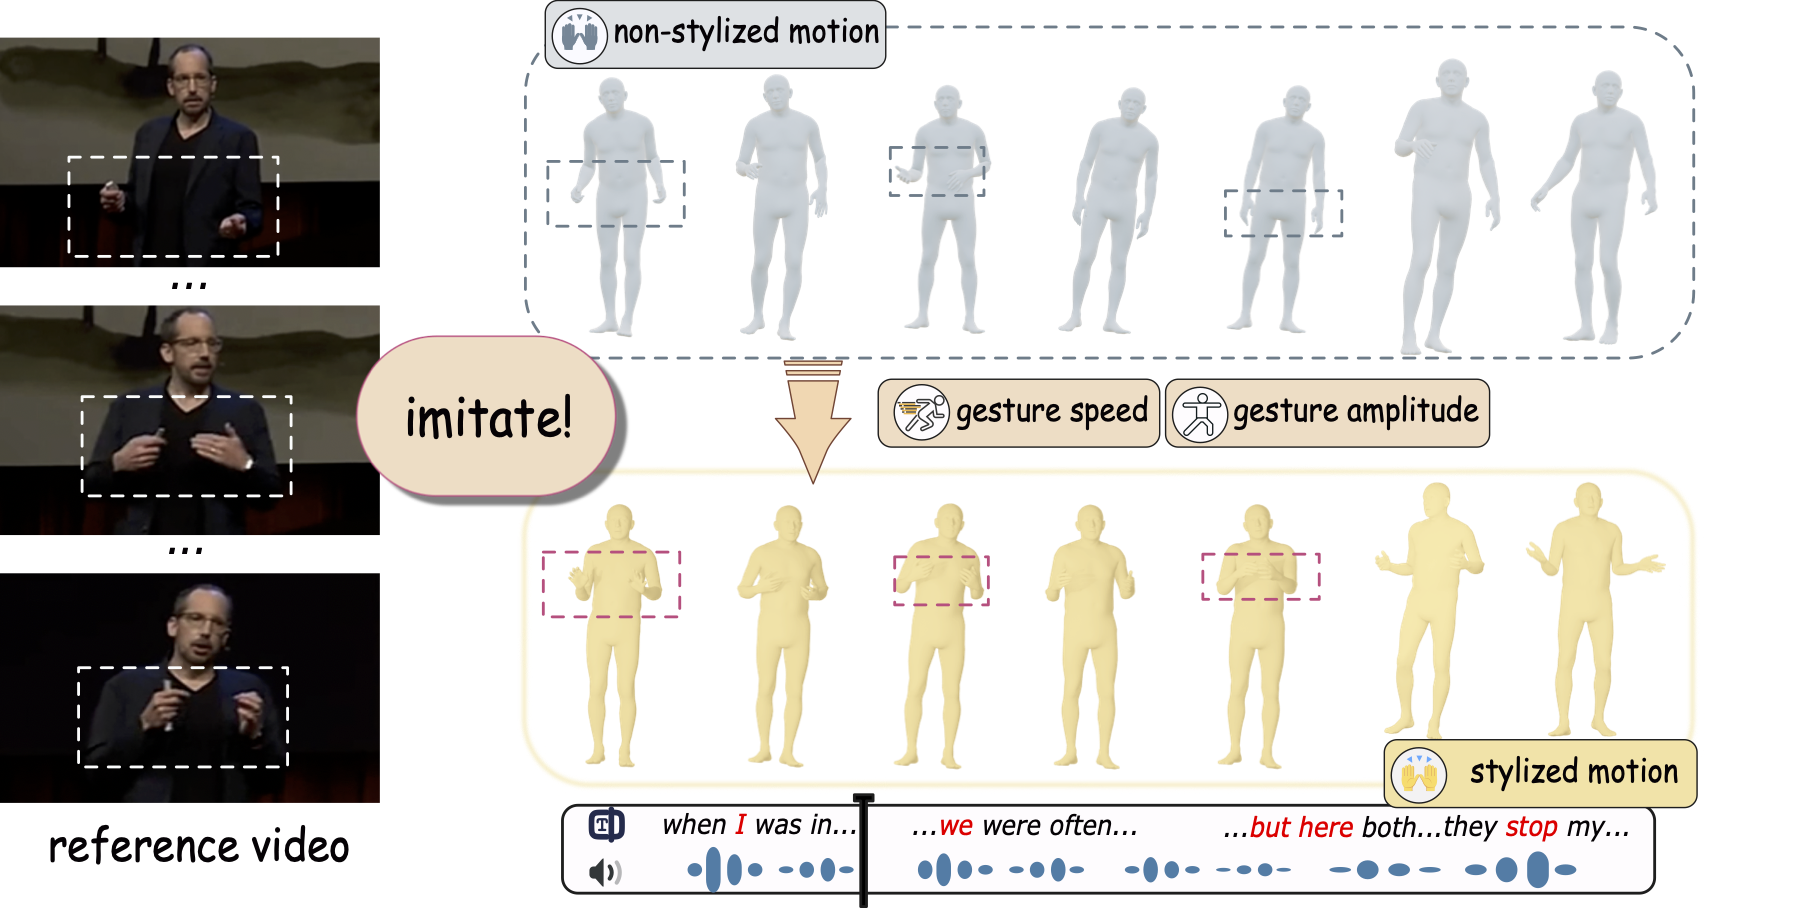 non-stylized motion
...
imitate!
gesture speed
gesture amplitude
...
stylized motion
reference video
T
when I was in...
...we were often...
...but here both...they stop my...